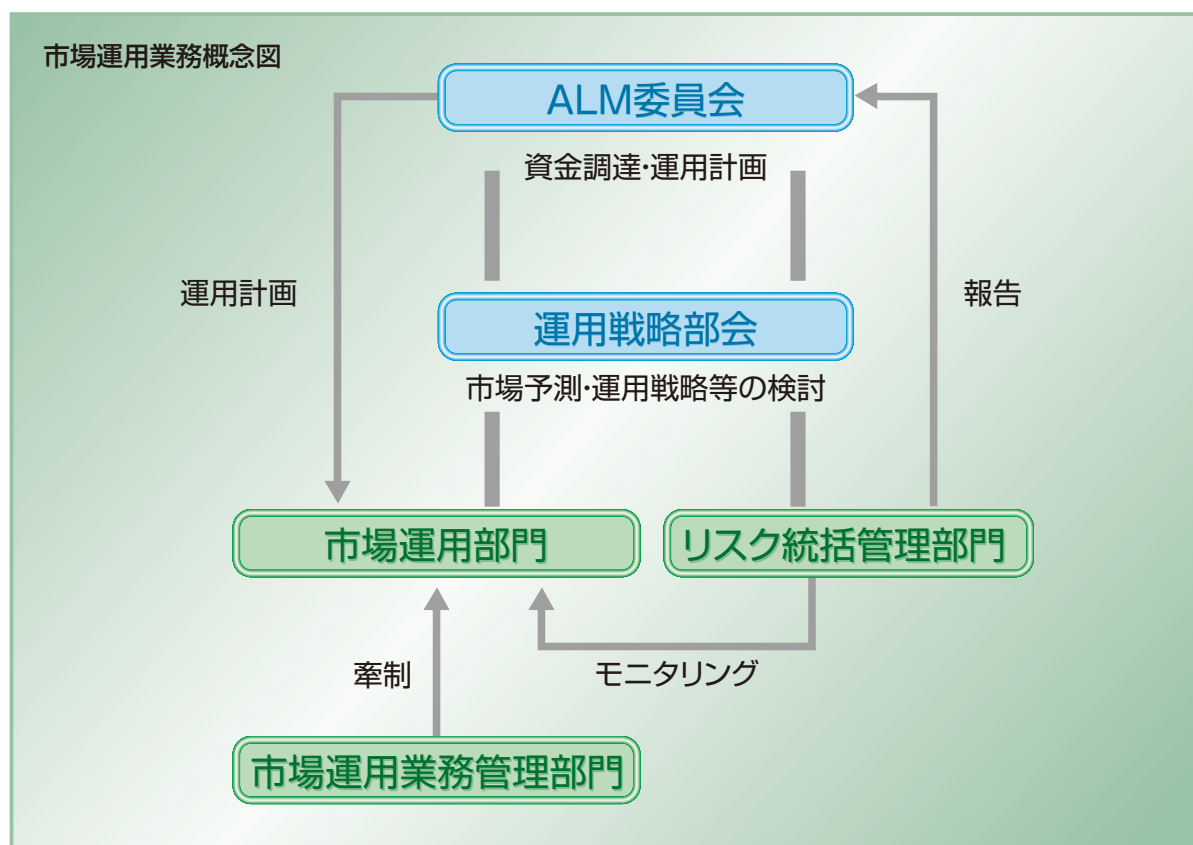 市場運用業務概念図
ALM委員会
資金調達・運用計画
運用計画
報告
運用戦略部会
市場予測・運用戦略等の検討
市場運用部門
リスク統括管理部門
牽制
モニタリング
市場運用業務管理部門